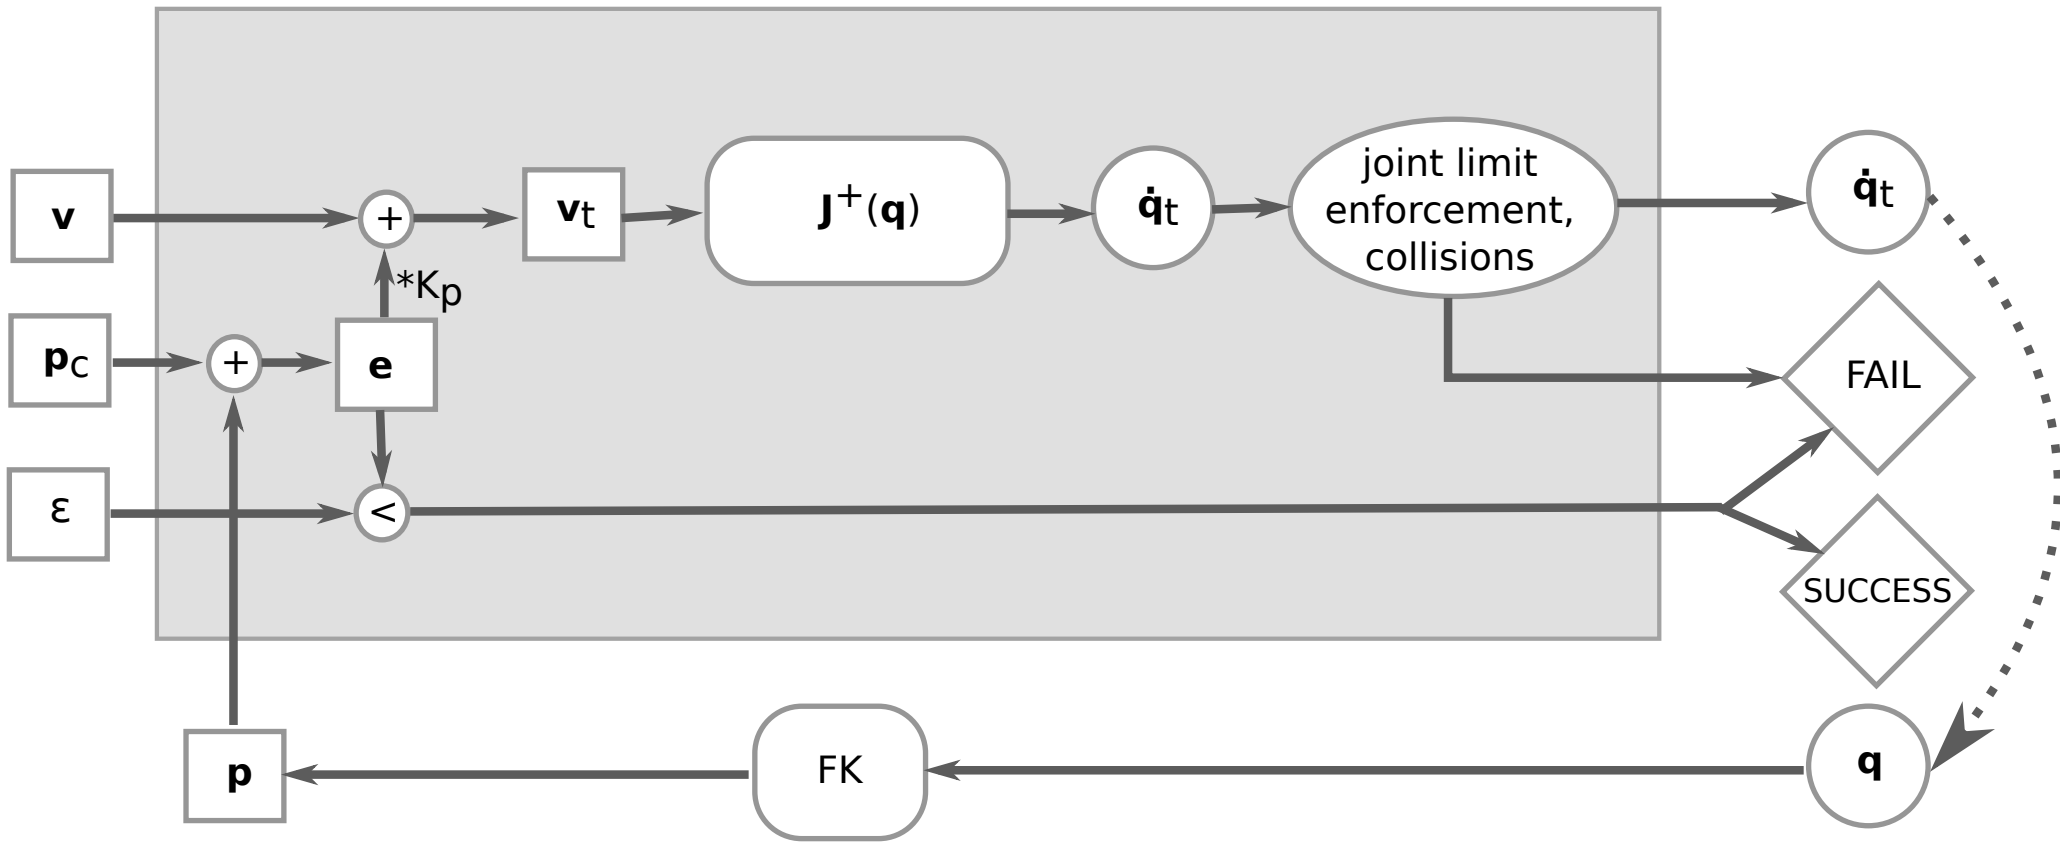 v
+
vt
J+(q)
q̇t
joint limit
enforcement,
collisions
q̇t
*Kp
pc
+
e
FAIL
ε
<
SUCCESS
p
FK
q